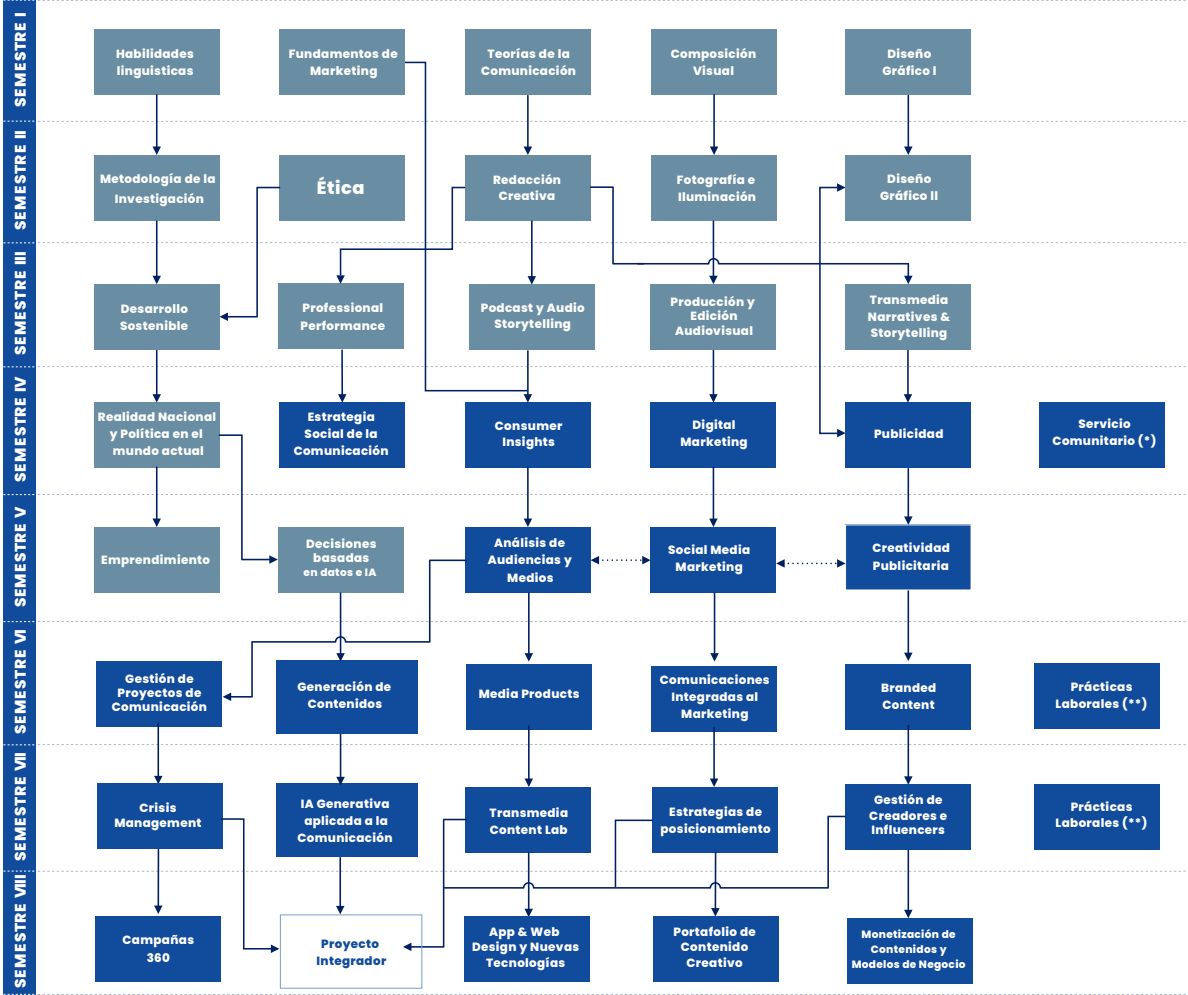 SEMESTRE I
Habilidades
linguisticas
Fundamentos de
Marketing
Teorías de la
Comunicación
Composición
Visual
Diseño
Gráfico I
SEMESTRE II
Metodología de la
Investigación
Ética
Redacción
Creativa
Fotografía e
Iluminación
Diseño
Gráfico II
SEMESTRE III
Desarrollo
Sostenible
Professional
Performance
Podcast y Audio
Storytelling
Producción y
Edición
Audiovisual
Transmedia
Narratives &
Storytelling
SEMESTRE IV
Realidad Nacional
y Política en el
mundo actual
Estrategia
Social de la
Comunicación
Consumer
Insights
Digital
Marketing
Publicidad
Servicio
Comunitario (*)
SEMESTRE V
Emprendimiento
Decisiones
basadas
en datos e IA
Análisis de
Audiencias y
Medios
Social Media
Marketing
Creatividad
Publicitaria
SEMESTRE VI
Gestión de
Proyectos de
Comunicación
Generación de
Contenidos
Media Products
Comunicaciones
Integradas al
Marketing
Branded
Content
Prácticas
Laborales (**)
SEMESTRE VII
Crisis
Management
IA Generativa
aplicada a la
Comunicación
Transmedia
Content Lab
Estrategias de
posicionamiento
Gestión de
Creadores e
Influencers
Prácticas
Laborales (**)
SEMESTRE VIII
Campañas
360
Proyecto
Integrador
App & Web
Design y Nuevas
Tecnologías
Portafolio de
Contenido
Creativo
Monetización de
Contenidos y
Modelos de Negocio